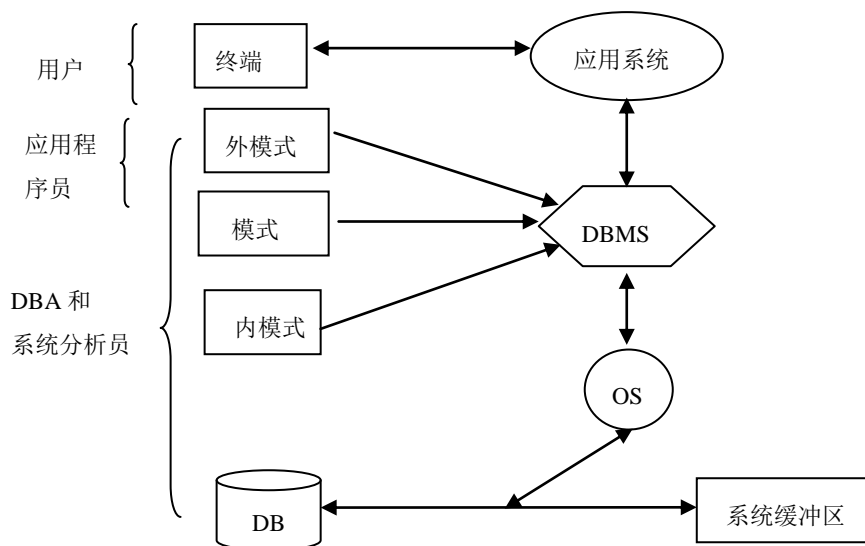 用户
终端
应用系统
应用程
序员
外模式
模式
DBMS
DBA 和
系统分析员
内模式
OS
DB
系统缓冲区